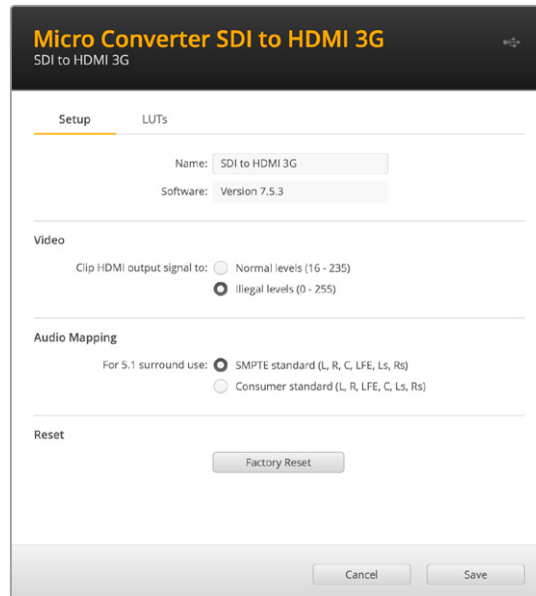 Micro Converter SDI to HDMI 3G
SDI to HDMI 3G
Setup LUTs
Name: SDI to HDMI 3G
Software: Version 7.5.3
Video
Clip HDMI output signal to: Normal levels (16 - 235)
Illegal levels (0 - 255)
Audio Mapping
For 5.1 surround use: SMPTE standard (L, R, C, LFE, Ls, Rs)
Consumer standard (L, R, LFE, C, Ls, Rs)
Reset
Factory Reset
Cancel Save